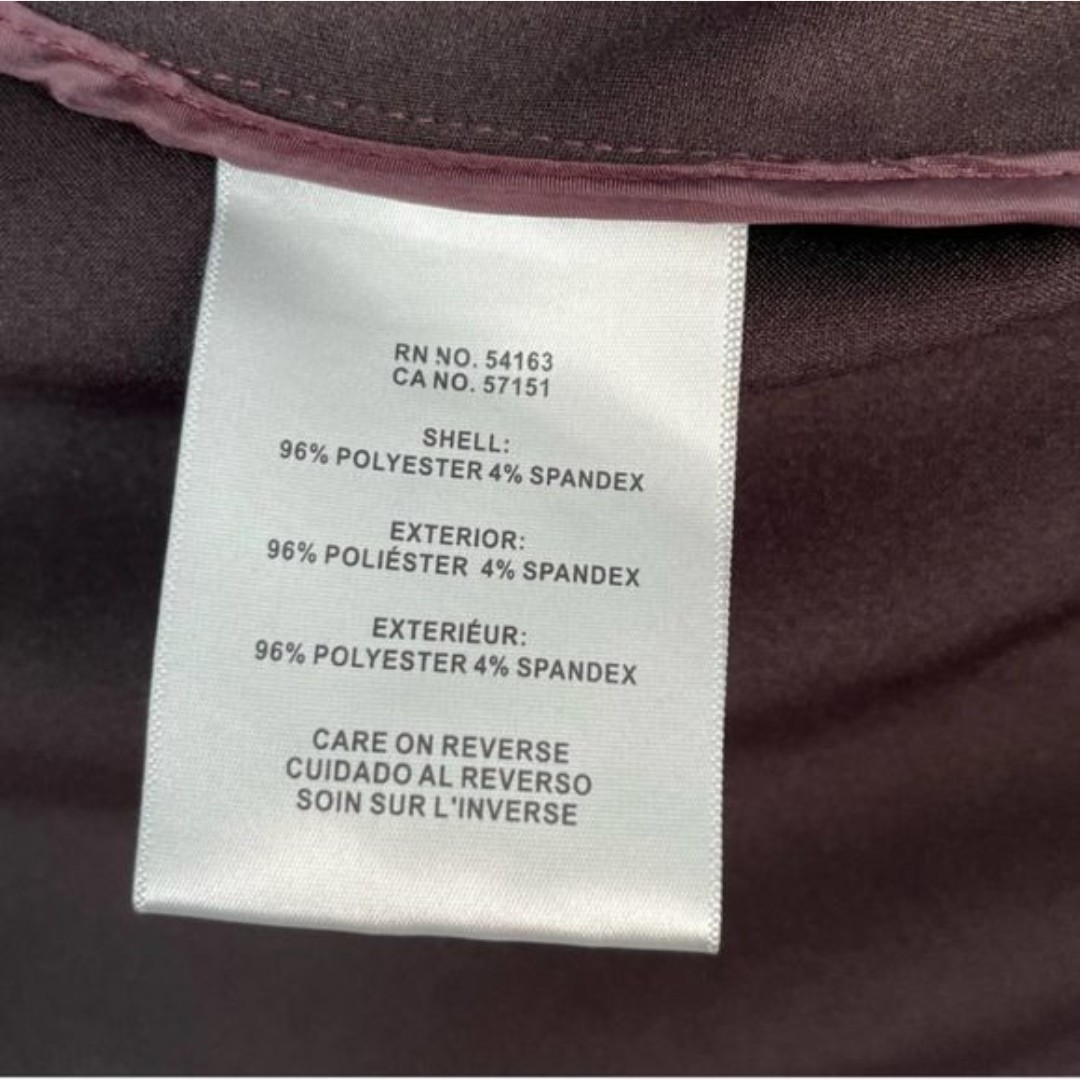 RN NO. 54163
CA NO. 57151
SHELL:
96% POLYESTER 4% SPANDEX
EXTERIOR:
96% POLIÉSTER 4% SPANDEX
EXTERIÉUR:
96% POLYESTER 4% SPANDEX
CARE ON REVERSE
CUIDADO AL REVERSO
SOIN SUR L'INVERSE